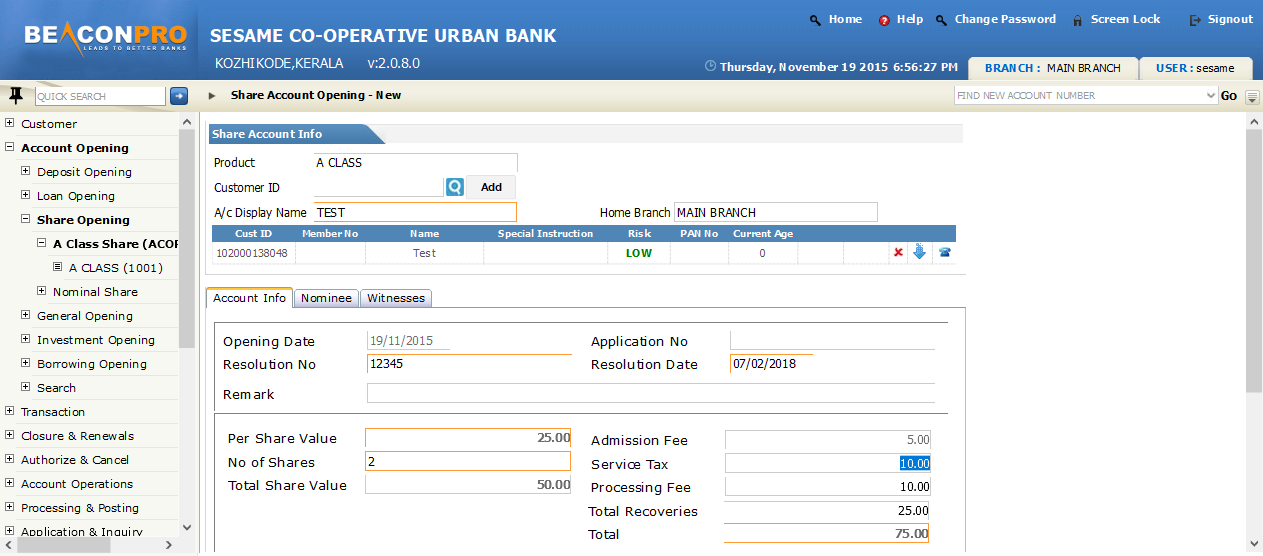 BEACONPRO
LEADS TO BETTER BANKS
SESAME CO-OPERATIVE URBAN BANK
KOZHIKODE,KERALA v:2.0.8.0
Home Help Change Password Screen Lock Signout
Thursday, November 19 2015 6:56:27 PM BRANCH : MAIN BRANCH USER : sesame
QUICK SEARCH Share Account Opening - New FIND NEW ACCOUNT NUMBER Go
Customer
Account Opening
Deposit Opening
Loan Opening
Share Opening
A Class Share (ACOP
A CLASS (1001)
Nominal Share
General Opening
Investment Opening
Borrowing Opening
Search
Transaction
Closure & Renewals
Authorize & Cancel
Account Operations
Processing & Posting
Application & Inquiry
Share Account Info
Product A CLASS
Customer ID Add
A/c Display Name TEST Home Branch MAIN BRANCH
Cust ID Member No Name Special Instruction Risk PAN No Current Age
102000138048 Test LOW 0
Account Info Nominee Witnesses
Opening Date 19/11/2015 Application No
Resolution No 12345 Resolution Date 07/02/2018
Remark
Per Share Value 25.00 Admission Fee 5.00
No of Shares 2 Service Tax 10.00
Total Share Value 50.00 Processing Fee 10.00
Total Recoveries 25.00
Total 75.00